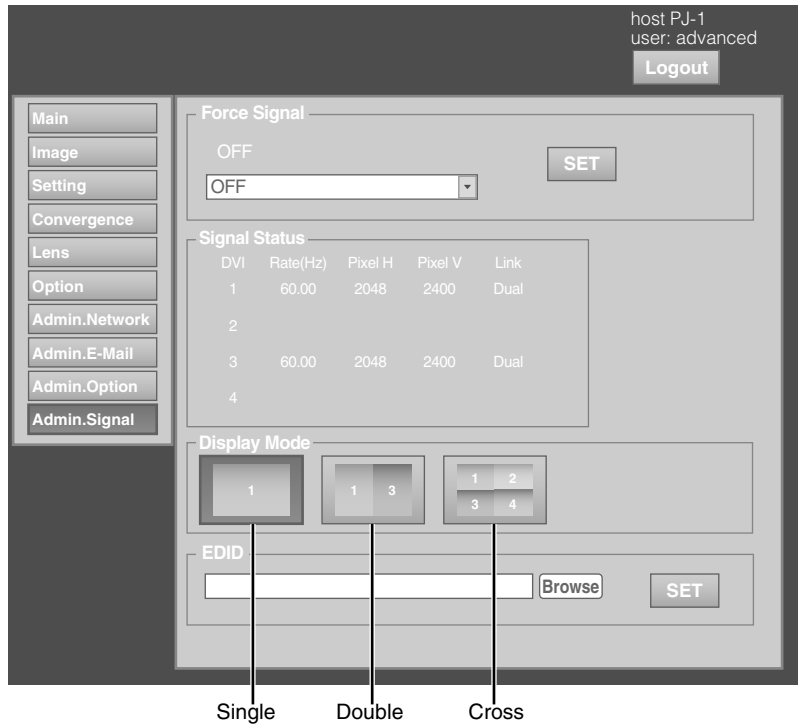 host PJ-1
user: advanced
Logout
Main
Image
Setting
Convergence
Lens
Option
Admin.Network
Admin.E-Mail
Admin.Option
Admin.Signal
Force Signal
OFF
OFF
SET
Signal Status
DVI Rate(Hz) Pixel H Pixel V Link
1 60.00 2048 2400 Dual
2
3 60.00 2048 2400 Dual
4
Display Mode
1
1 3
1 2
3 4
EDID
Browse
SET
Single Double Cross